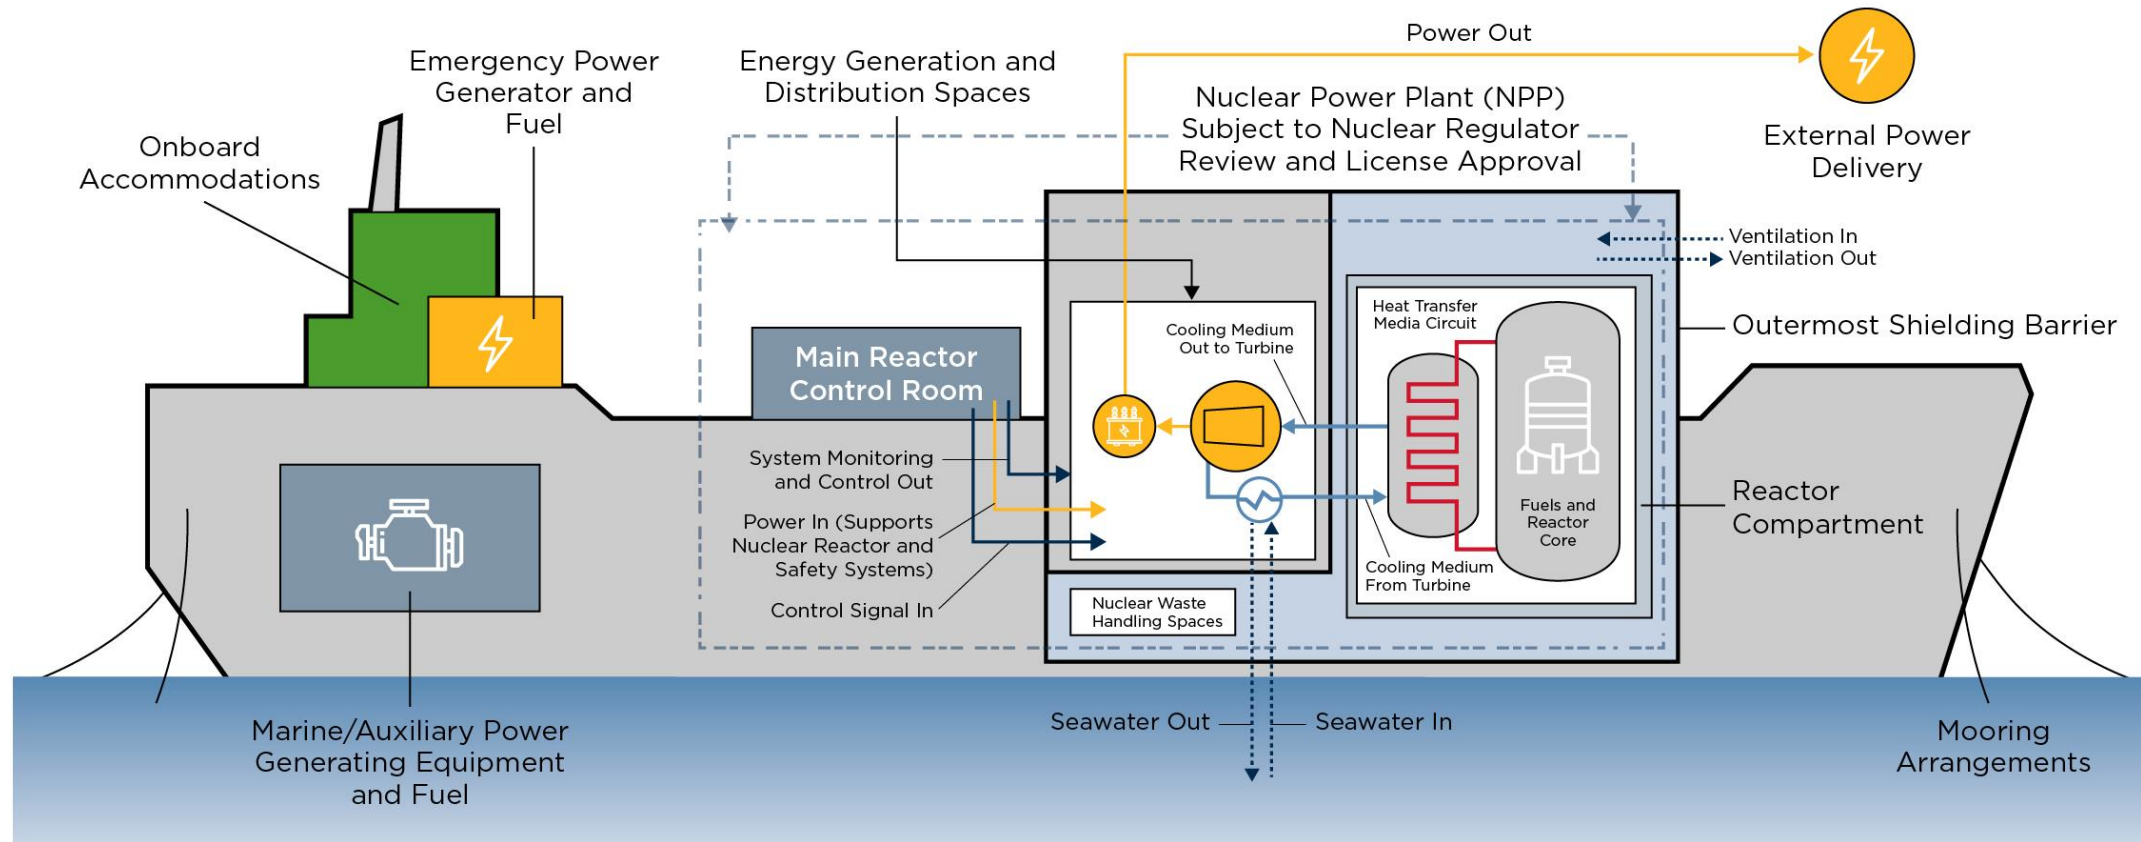 Power Out
Emergency Power
Generator and
Fuel
Energy Generation and
Distribution Spaces
Nuclear Power Plant (NPP)
Subject to Nuclear Regulator
Review and License Approval
External Power
Delivery
Onboard
Accommodations
Ventilation In
Ventilation Out
Heat Transfer
Media Circuit
Cooling Medium
Out to Turbine
Outermost Shielding Barrier
Main Reactor
Control Room
System Monitoring
and Control Out
Power In (Supports
Nuclear Reactor and
Safety Systems)
Control Signal In
Fuels and
Reactor
Core
Reactor
Compartment
Cooling Medium
From Turbine
Nuclear Waste
Handling Spaces
Marine/Auxiliary Power
Generating Equipment
and Fuel
Seawater Out
Seawater In
Mooring
Arrangements